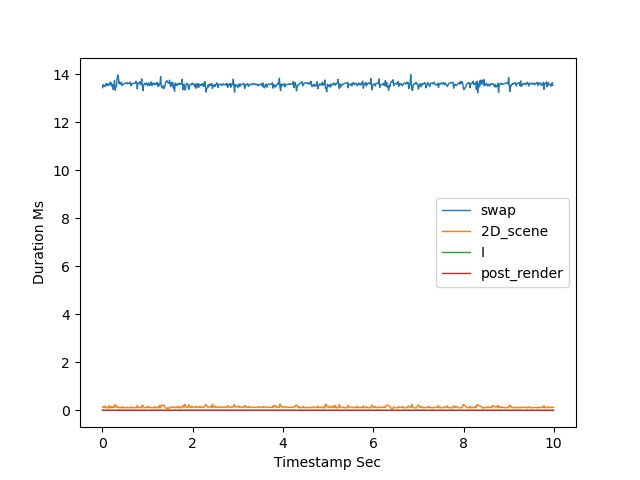 14
12
10
8
6
4
2
0
Duration Ms
swap
2D_scene
I
post_render
0 2 4 6 8 10
Timestamp Sec